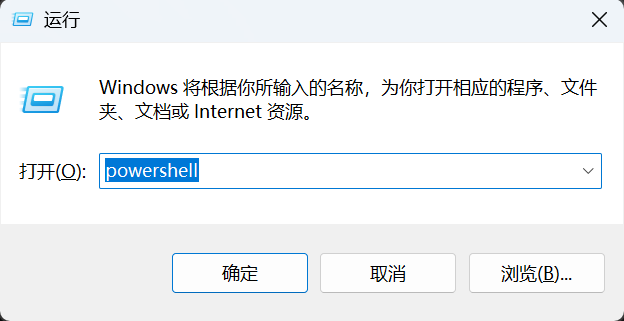 运行
Windows 将根据你所输入的名称，为你打开相应的程序、文件
夹、文档或 Internet 资源。
打开(O): powershell
确定 取消 浏览(B)...